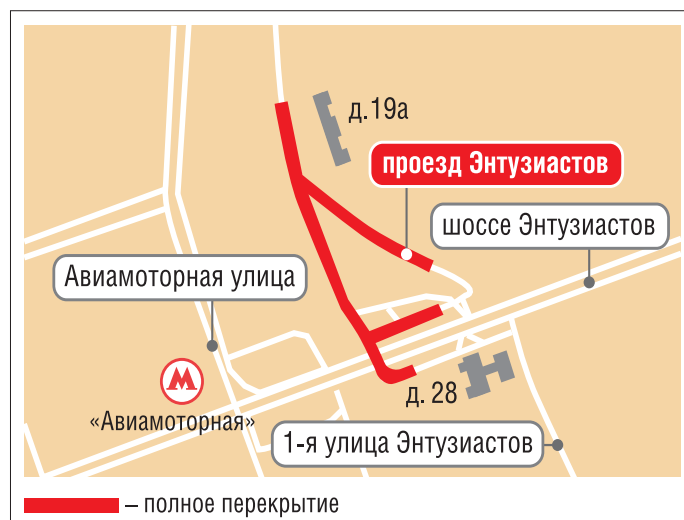 д.19а
проезд Энтузиастов
шоссе Энтузиастов
Авиамоторная улица
М
«Авиамоторная»
д. 28
1-я улица Энтузиастов
– полное перекрытие